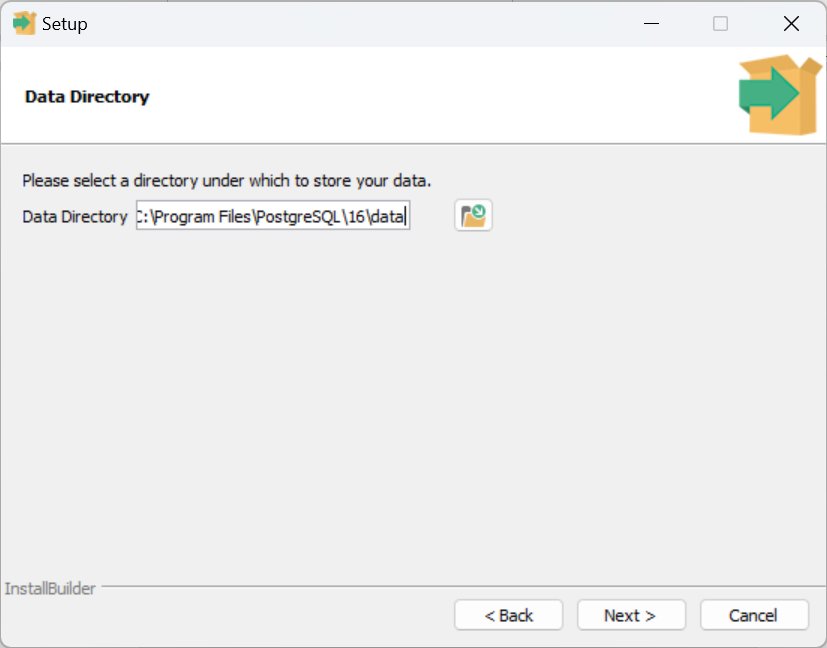 Setup
Data Directory
Please select a directory under which to store your data.
Data Directory C:\Program Files\PostgreSQL\16\data
InstallBuilder
< Back Next > Cancel